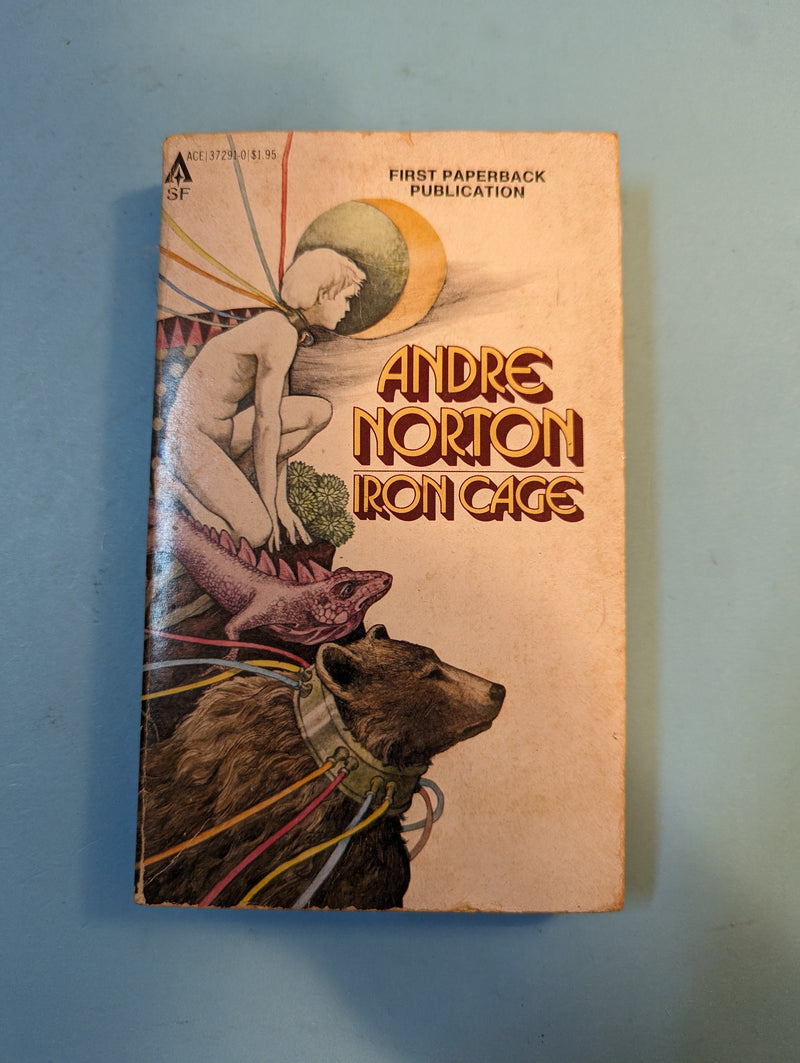 ACE|37291-0|$1.95
SF
FIRST PAPERBACK
PUBLICATION
ANDRE
NORTON
IRON CAGE